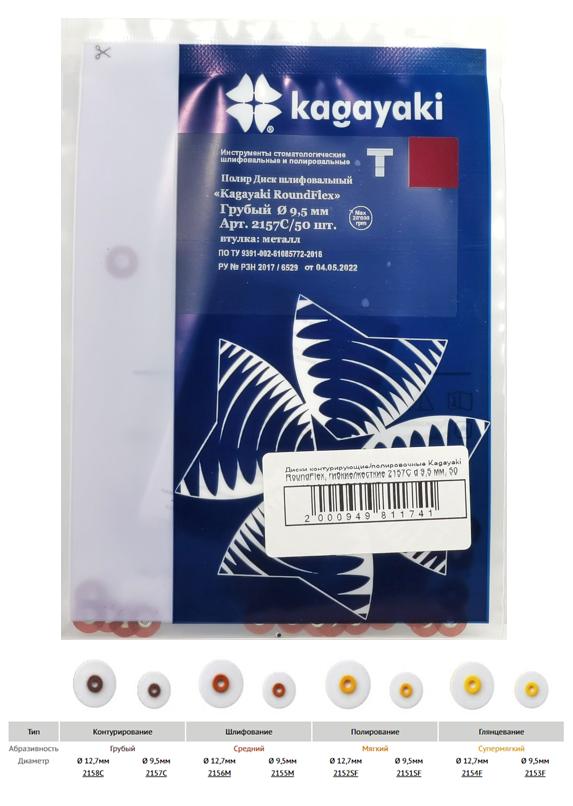 kagayaki
®
Инструменты стоматологические
шлифовальные и полировальные
T
Полир Диск шлифовальный
«Kagayaki RoundFlex»
Грубый Ø 9,5 мм
Арт. 2157С/50 шт.
втулка: металл
Max
rpm
ПО ТУ 9391-002-61085772-2016
РУ № РЗН 2017 / 6529 от 04.05.2022
Диски контурирующие/полировочные Kagayaki
RoundFlex, гибкие/жесткие 2157С d 9,5 мм, 50
2 000949 811741
Тип Контурирование Шлифование Полирование Глянцевание
Абразивность Грубый Средний Мягкий Супермягкий
Диаметр Ø 12,7мм Ø 9,5мм Ø 12,7мм Ø 9,5мм Ø 12,7мм Ø 9,5мм Ø 12,7мм Ø 9,5мм
2158C 2157C 2156M 2155M 2152SF 2151SF 2154F 2153F